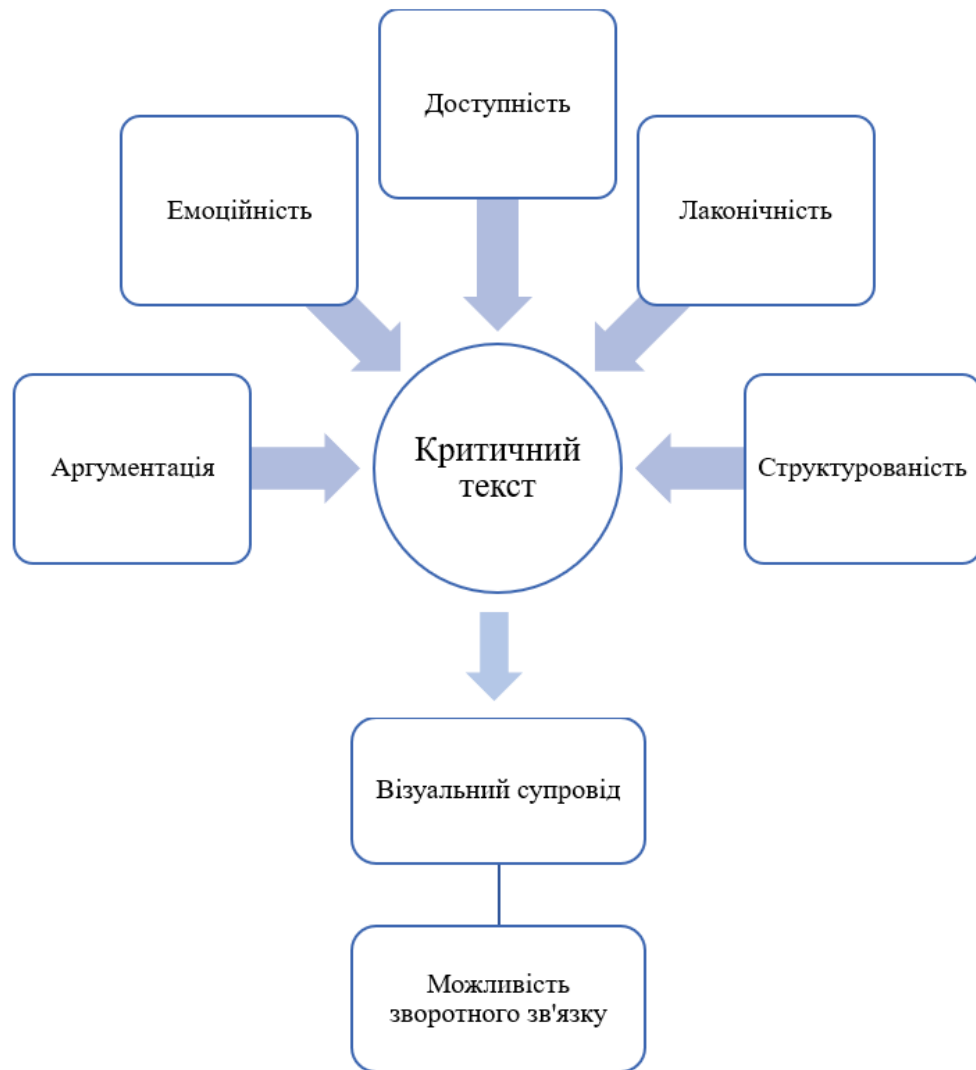 Доступність
Емоційність
Лаконічність
Аргументація
Критичний
текст
Структурованість
Візуальний супровід
Можливість
зворотного зв'язку